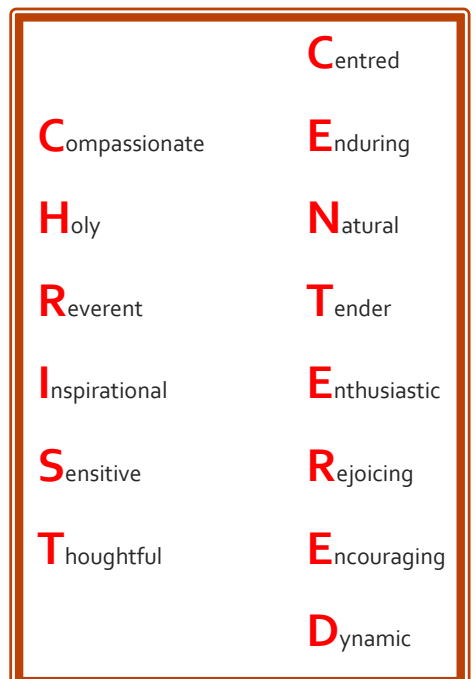 Compassionate
Holy
Reverent
Inspirational
Sensitive
Thoughtful
Centred
Enduring
Natural
Tender
Enthusiastic
Rejoicing
Encouraging
Dynamic